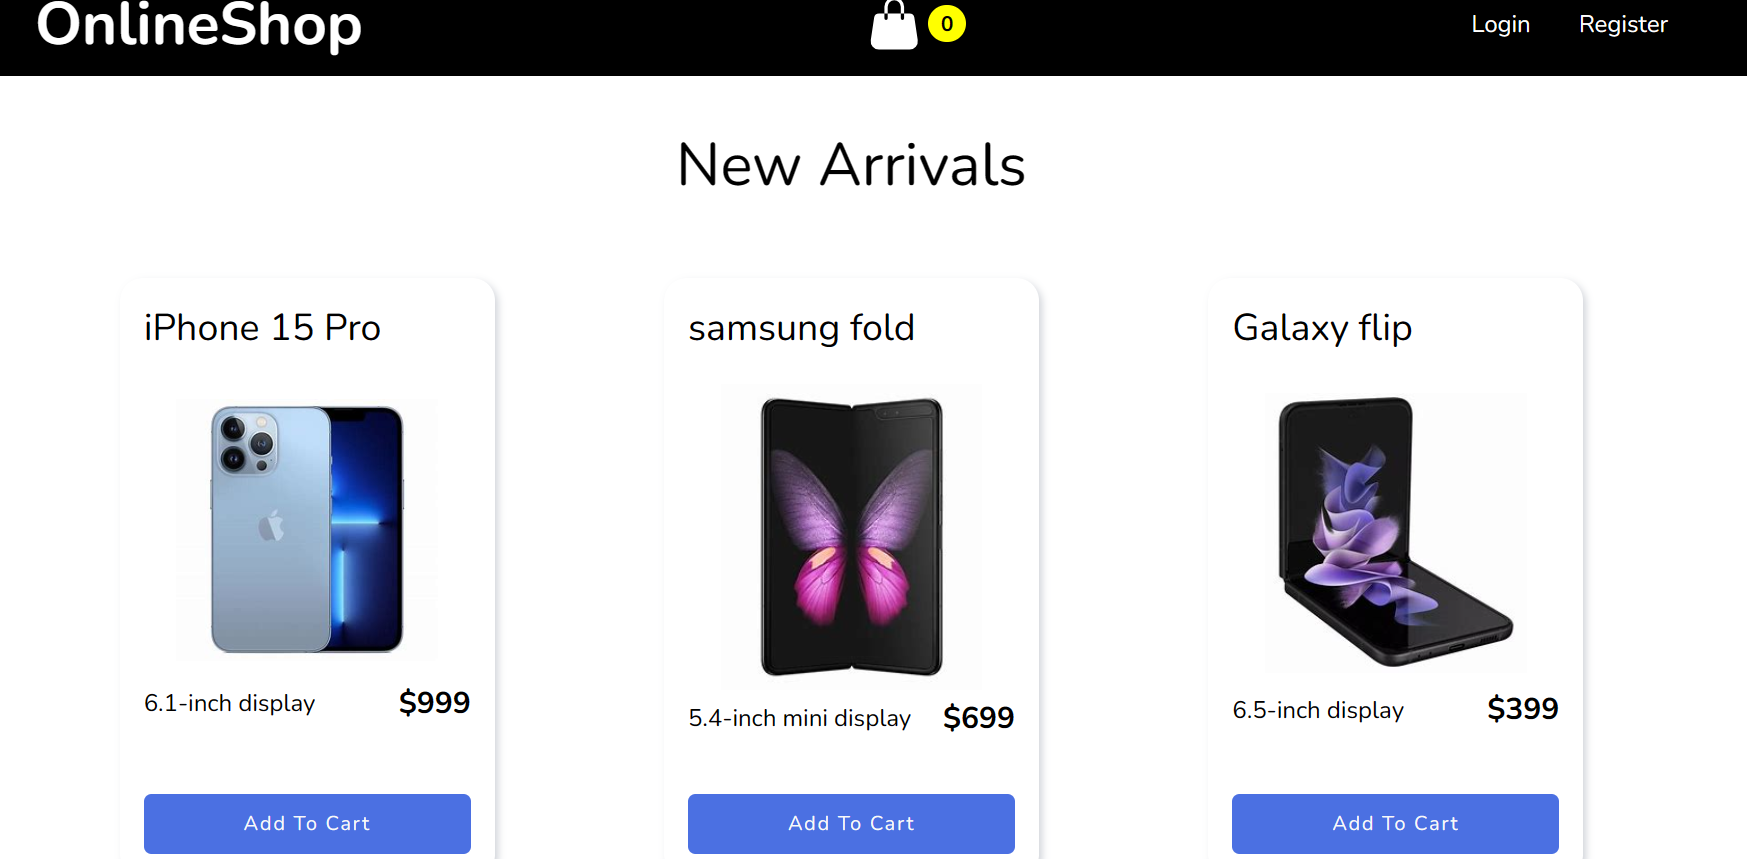 OnlineShop
0
Login
Register
New Arrivals
iPhone 15 Pro
samsung fold
Galaxy flip
6.1-inch display
$999
5.4-inch mini display
$699
6.5-inch display
$399
Add To Cart
Add To Cart
Add To Cart